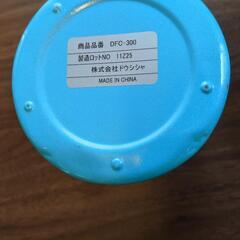 商品品番 DFC-300
製造ロットNO 11Z25
株式会社ドウシシャ
MADE IN CHINA